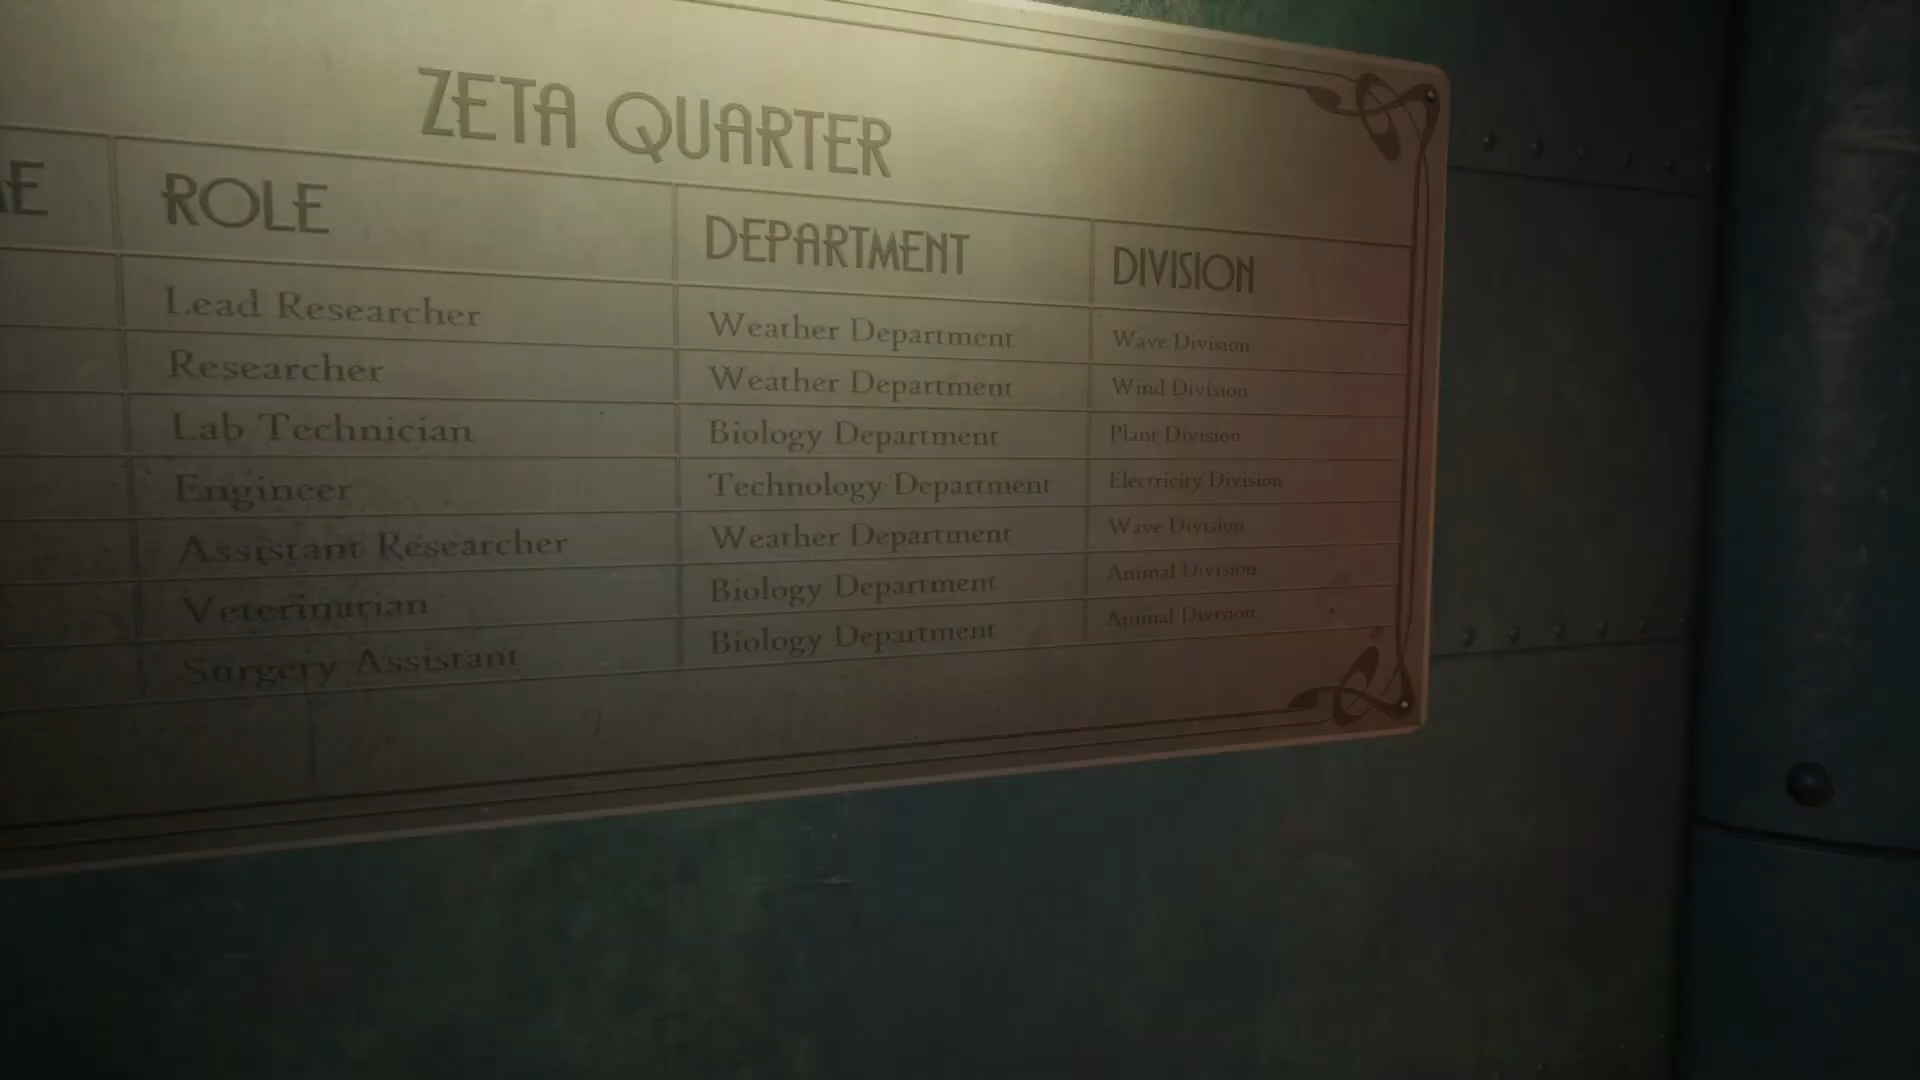 ZETA QUARTER
ROLE DEPARTMENT DIVISION
Lead Researcher Weather Department Wave Division
Researcher Weather Department Wind Division
Lab Technician Biology Department Plant Division
Engineer Technology Department Electricity Division
Assistant Researcher Weather Department Wave Division
Veterinarian Biology Department Animal Division
Surgery Assistant Biology Department Animal Division